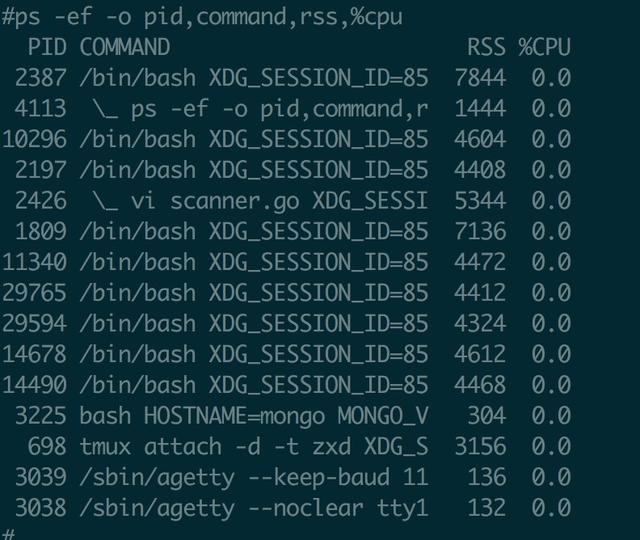 #ps -ef -o pid,command,rss,%cpu
PID COMMAND RSS %CPU
2387 /bin/bash XDG_SESSION_ID=85 7844 0.0
4113 \_ ps -ef -o pid,command,r 1444 0.0
10296 /bin/bash XDG_SESSION_ID=85 4604 0.0
2197 /bin/bash XDG_SESSION_ID=85 4408 0.0
2426 \_ vi scanner.go XDG_SESSI 5344 0.0
1809 /bin/bash XDG_SESSION_ID=85 7136 0.0
11340 /bin/bash XDG_SESSION_ID=85 4472 0.0
29765 /bin/bash XDG_SESSION_ID=85 4412 0.0
29594 /bin/bash XDG_SESSION_ID=85 4324 0.0
14678 /bin/bash XDG_SESSION_ID=85 4612 0.0
14490 /bin/bash XDG_SESSION_ID=85 4468 0.0
3225 bash HOSTNAME=mongo MONGO_V 304 0.0
698 tmux attach -d -t zxd XDG_S 3156 0.0
3039 /sbin/agetty --keep-baud 11 136 0.0
3038 /sbin/agetty --noclear tty1 132 0.0
#